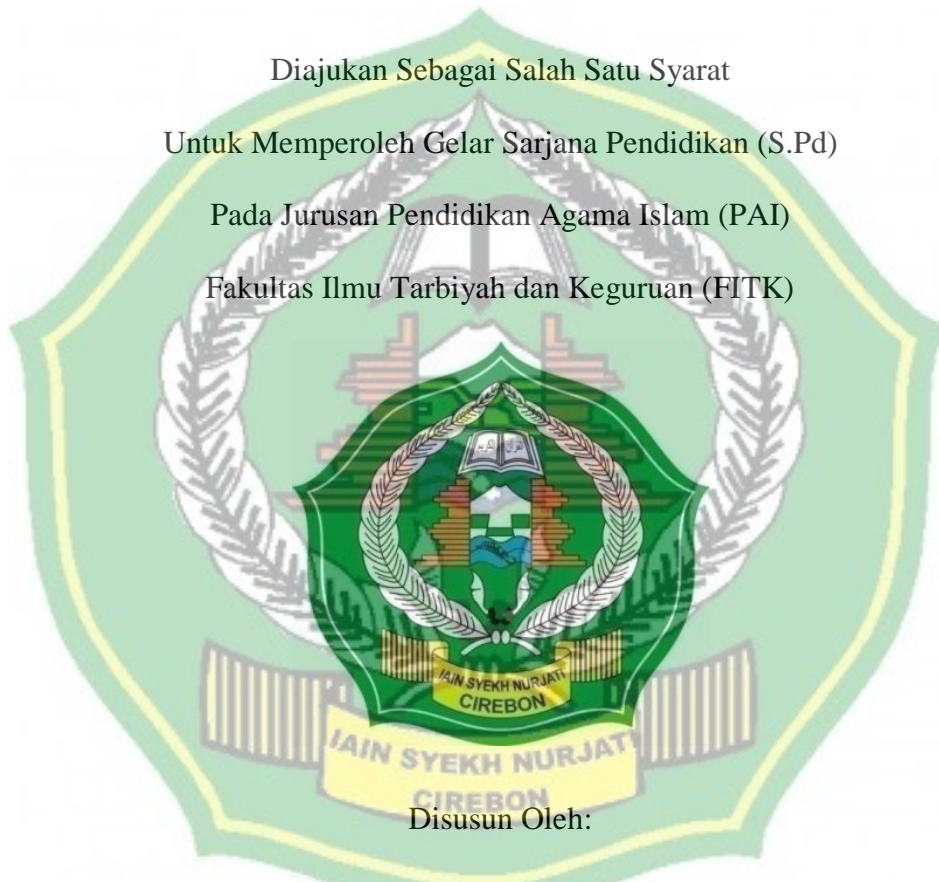 Diajukan Sebagai Salah Satu Syarat
Untuk Memperoleh Gelar Sarjana Pendidikan (S.Pd)
Pada Jurusan Pendidikan Agama Islam (PAI)
Fakultas Ilmu Tarbiyah dan Keguruan (FITK)
IAIN SYEKH NURJATI
CIREBON
IAIN SYEKH NURJATI
CIREBON
Disusun Oleh: